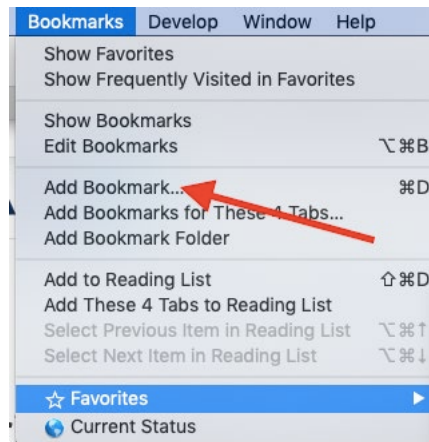 Bookmarks Develop Window Help
Show Favorites
Show Frequently Visited in Favorites
Show Bookmarks
Edit Bookmarks ⌥⌘B
Add Bookmark... ⌘D
Add Bookmarks for These 4 Tabs...
Add Bookmark Folder
Add to Reading List ⇧⌘D
Add These 4 Tabs to Reading List
Select Previous Item in Reading List ⌥⌘↑
Select Next Item in Reading List ⌥⌘↓
☆ Favorites ▶
Current Status